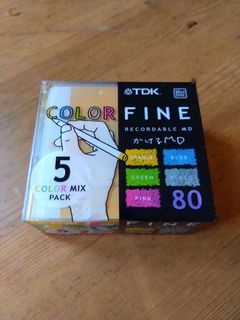 TDK
COLOR FINE
RECORDABLE MD
かけるMD
ORANGE BLUE
GREEN BLACK
PINK 80
5
COLOR MIX
PACK